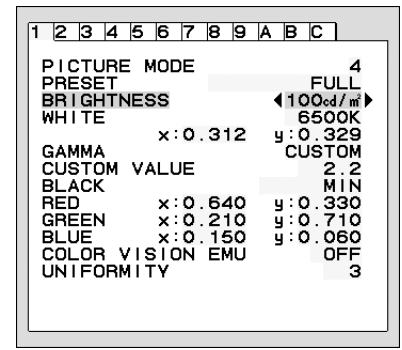 1 2 3 4 5 6 7 8 9 A B C
PICTURE MODE 4
PRESET FULL
BRIGHTNESS ◀100cd/㎡▶
WHITE 6500K
x:0.312 y:0.329
GAMMA CUSTOM
CUSTOM VALUE 2.2
BLACK MIN
RED x:0.640 y:0.330
GREEN x:0.210 y:0.710
BLUE x:0.150 y:0.060
COLOR VISION EMU OFF
UNIFORMITY 3